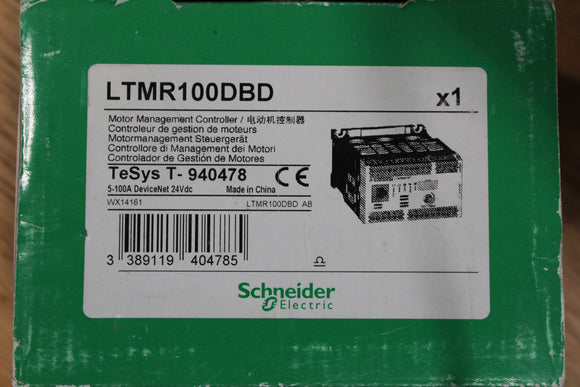 LTMR100DBD
x1
Motor Management Controller / 电动机控制器
Controleur de gestion de moteurs
Motormanagement Steuergerät
Controllore di Management dei Motori
Controlador de Gestión de Motores
TeSys T- 940478
CE
5-100A DeviceNet 24Vdc Made in China
WX14161 LTMR100DBD AB
3 389119 404785
Schneider
Electric